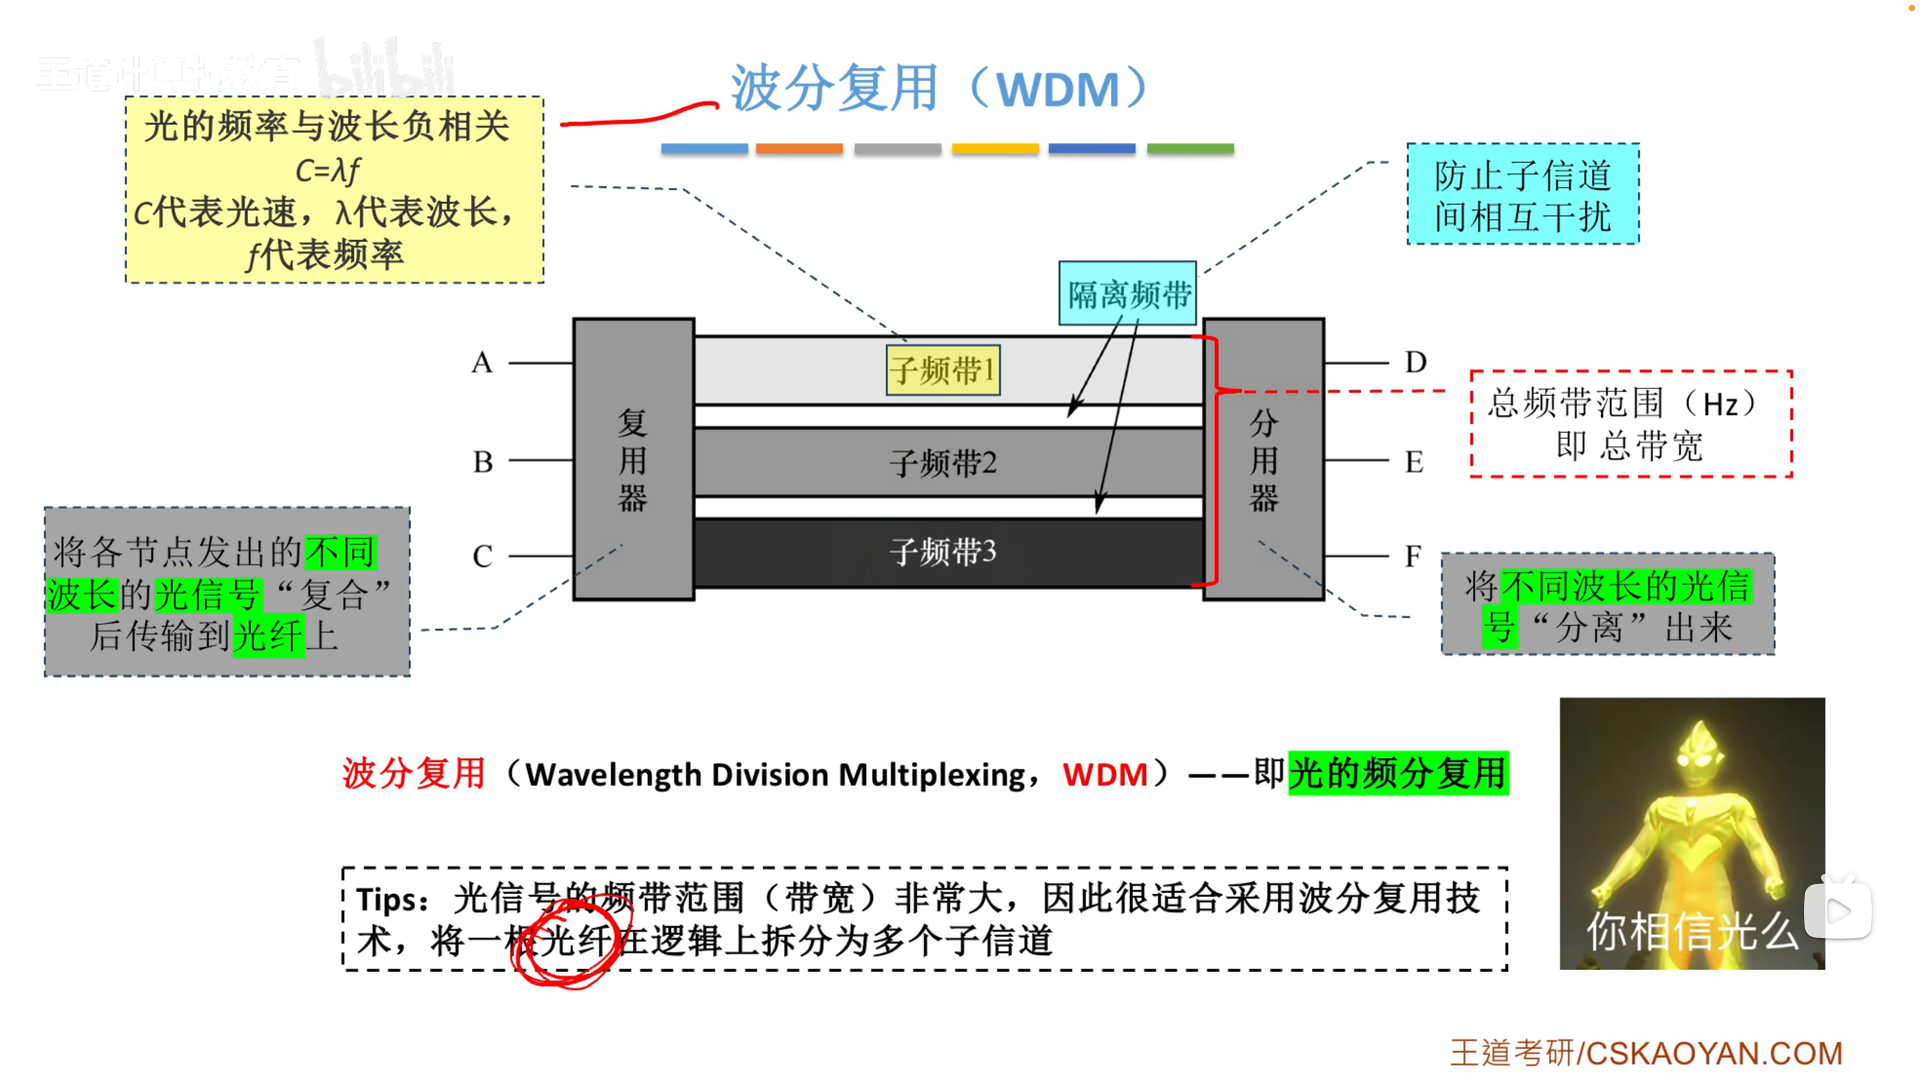 王道计算机教育 bilibili
波分复用（WDM）
光的频率与波长负相关
C=λf
C代表光速，λ代表波长，
f代表频率
防止子信道
间相互干扰
隔离频带
A
B
C
复
用
器
子频带1
子频带2
子频带3
分
用
器
D
E
F
总频带范围（Hz）
即 总带宽
将各节点发出的不同
波长的光信号“复合”
后传输到光纤上
将不同波长的光信
号“分离”出来
波分复用（Wavelength Division Multiplexing，WDM）——即光的频分复用
Tips：光信号的频带范围（带宽）非常大，因此很适合采用波分复用技
术，将一根光纤在逻辑上拆分为多个子信道
你相信光么
王道考研/CSKAOYAN.COM